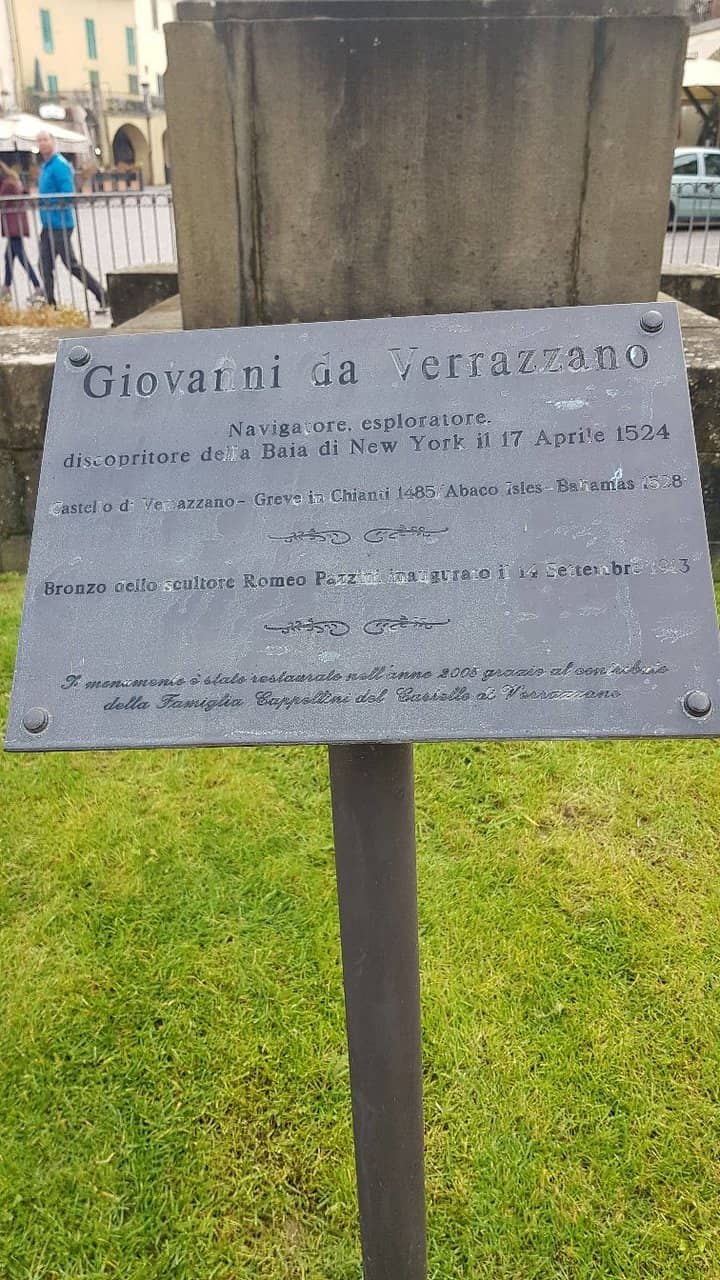 Giovanni da Verrazzano
Navigatore, esploratore.
discopritore della Baia di New York il 17 Aprile 1524
Castello di Verrazzano - Greve in Chianti 1485/Abaco Isles - Bahamas 1528
Bronzo dello scultore Romeo Pazzini inaugurato il 14 Settembre 1913
Il monumento è stato restaurato nell'anno 2005 grazie al contributo
della Famiglia Cappellini del Castello di Verrazzano